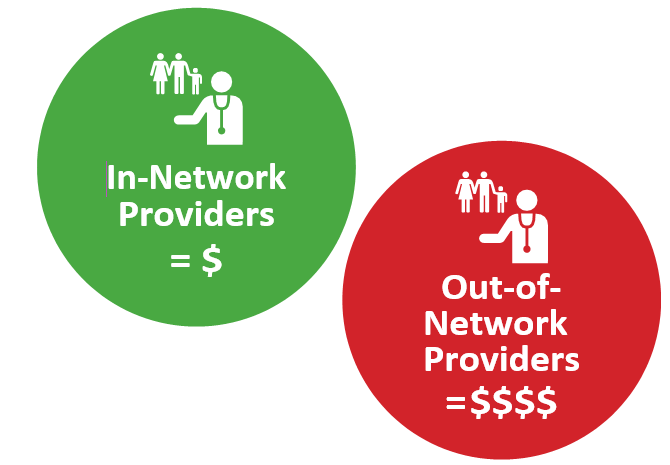 In-Network
Providers
= $
Out-of-
Network
Providers
=$$$$